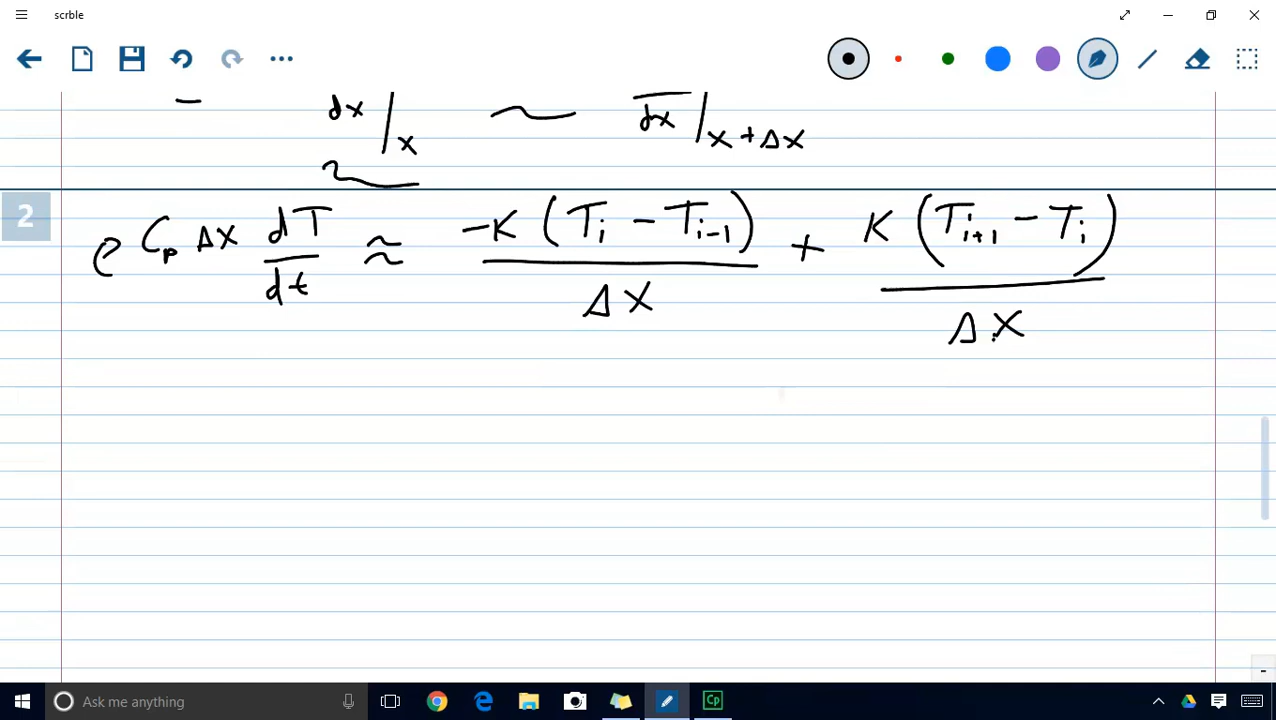 scrble
dx |x ~ dx |x + Δx
2
ρ Cp Δx dT/dt ≈ -K (Ti - Ti-1)/Δx + K (Ti+1 - Ti)/Δx
Ask me anything
Cp